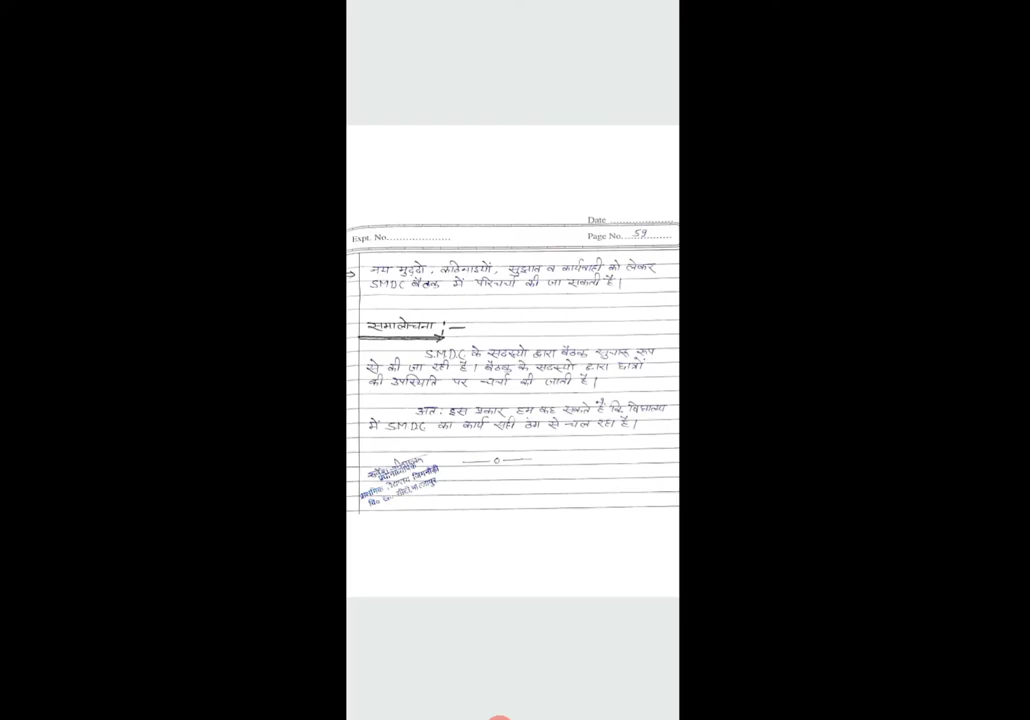 Date ........................
Expt. No....................
Page No.....59.........
⇒ नये मुद्दो, कठिनाइयों, सुझाव व कार्यवाही को लेकर
SMDC बैठक में परिचर्चा की जा सकती है।
समालोचना :—
S.M.D.C के सदस्यो द्वारा बैठक सुचारू रूप
से की जा रही है। बैठक के सदस्यो द्वारा छात्रों
की उपस्थिति पर चर्चा की जाती है।
अत: इस प्रकार हम कह सकते है कि विद्यालय
में SMDC का कार्य सही ढंग से चल रहा है।
—— o ——